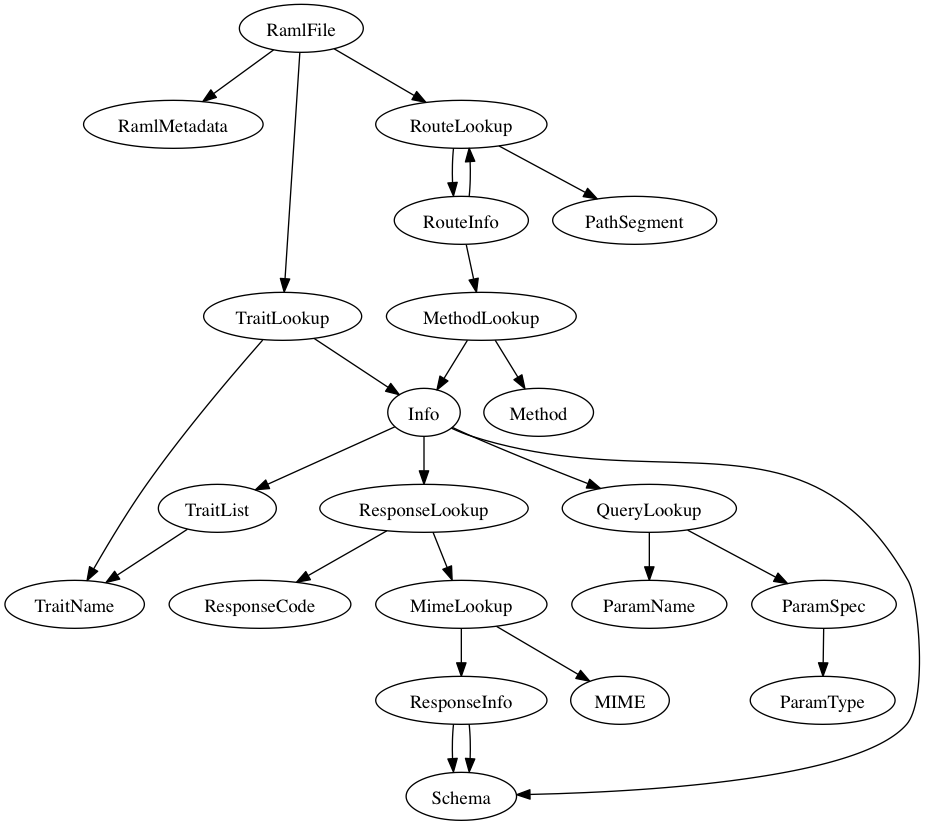 RamlFile
RamlMetadata
RouteLookup
RouteInfo
PathSegment
TraitLookup
MethodLookup
Info
Method
TraitList
ResponseLookup
QueryLookup
TraitName
ResponseCode
MimeLookup
ParamName
ParamSpec
ResponseInfo
MIME
ParamType
Schema